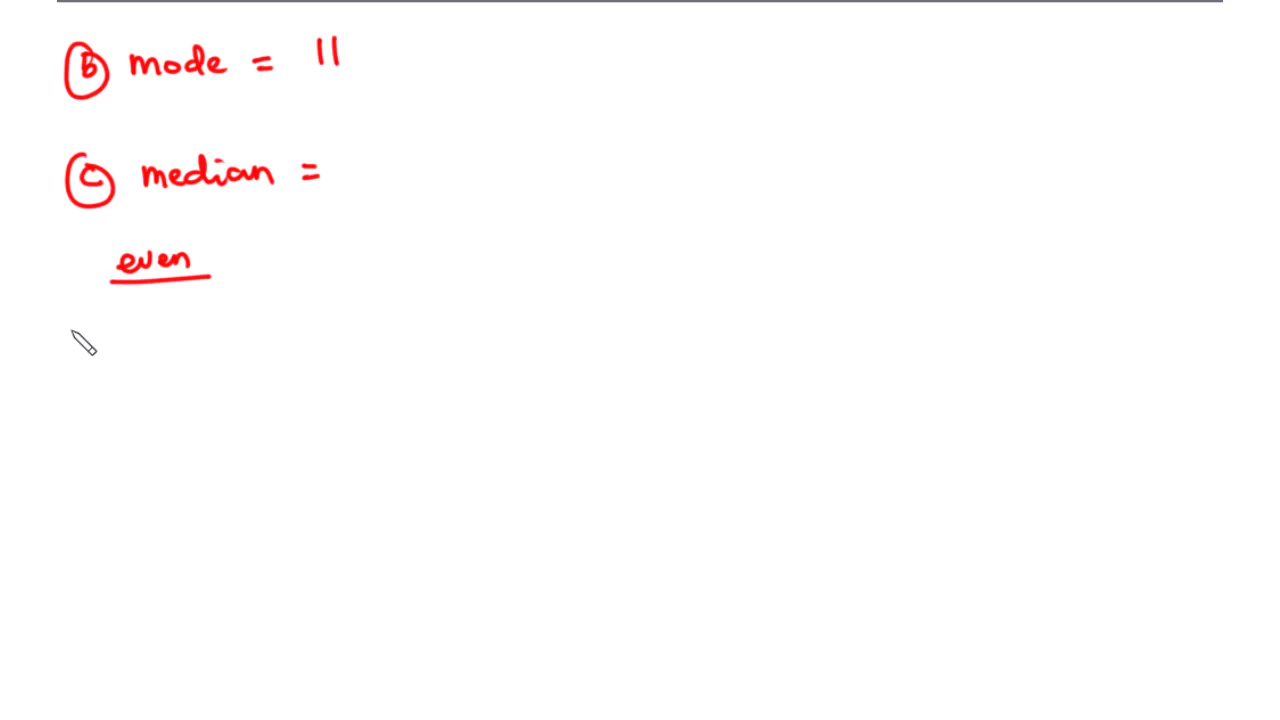 B mode = 11
C median =
even